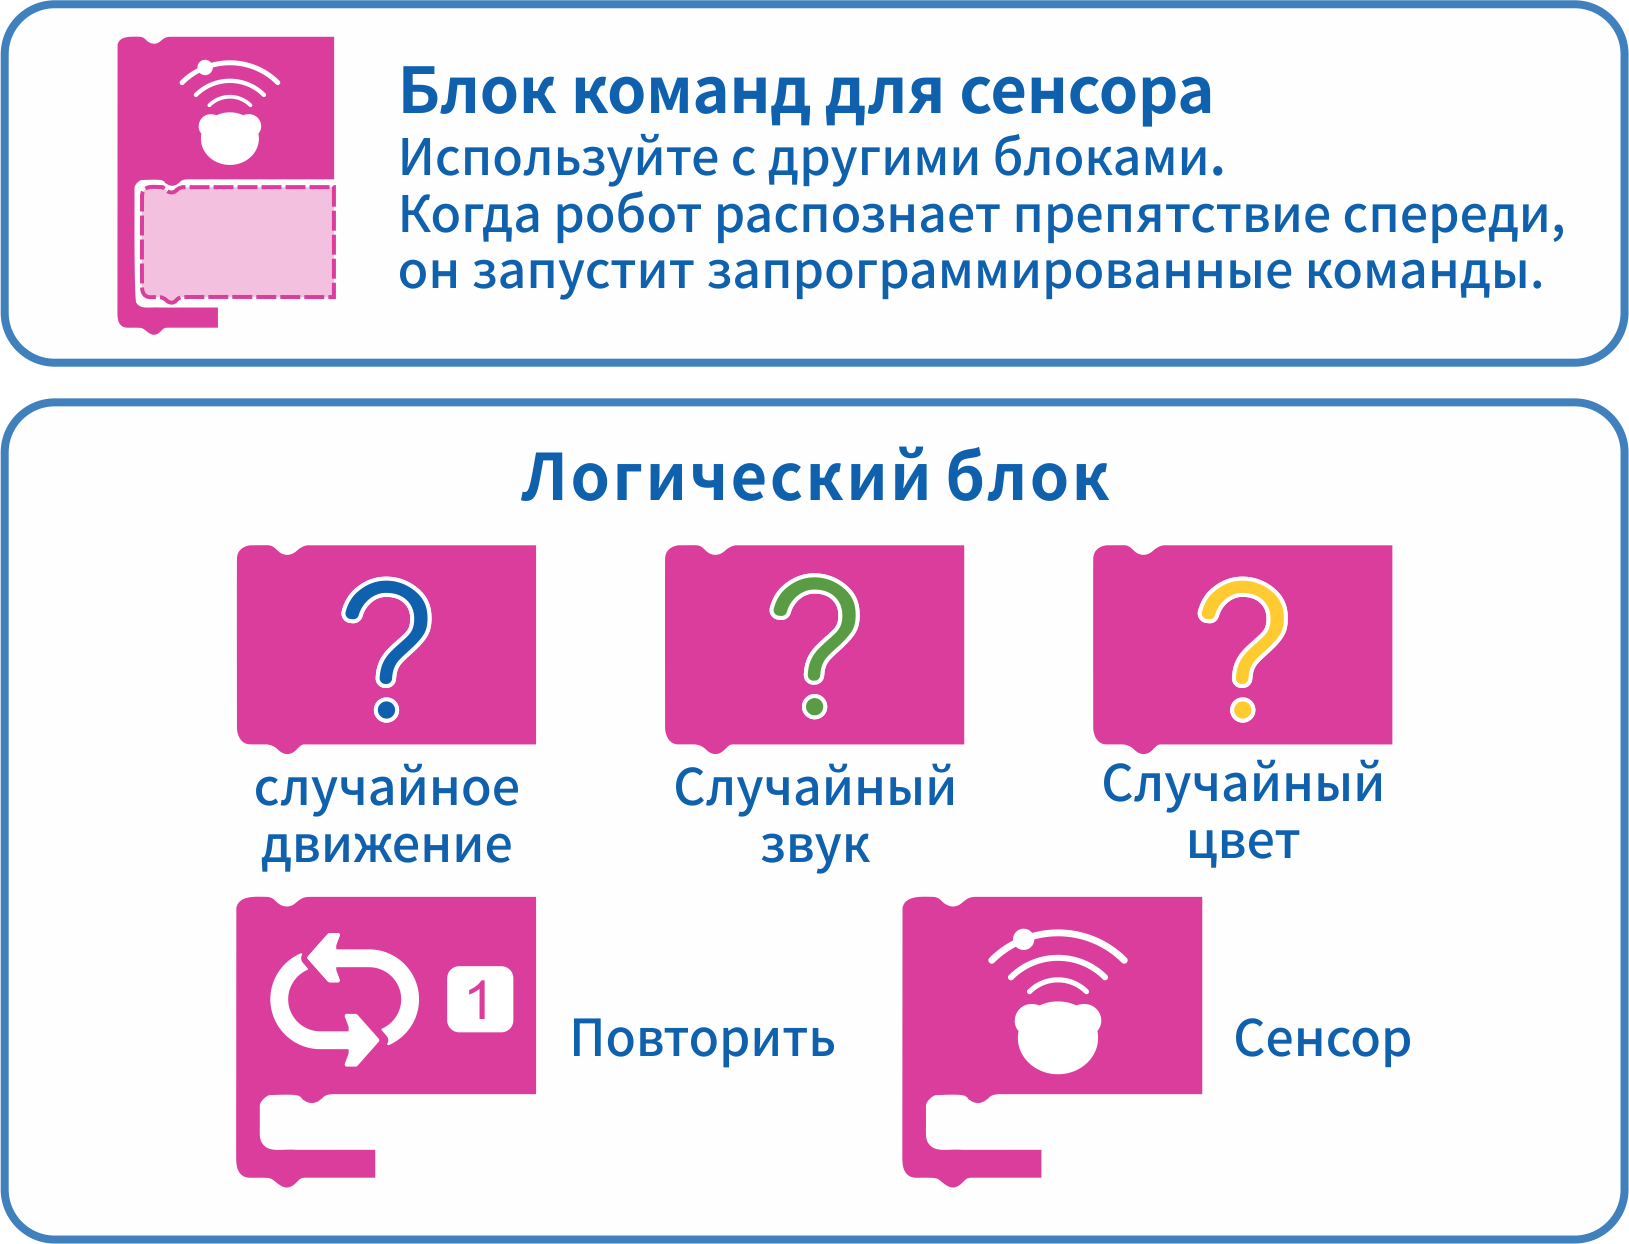 Блок команд для сенсора
Используйте с другими блоками.
Когда робот распознает препятствие спереди,
он запустит запрограммированные команды.
Логический блок
?
?
?
случайное
движение
Случайный
звук
Случайный
цвет
1
Повторить
Сенсор